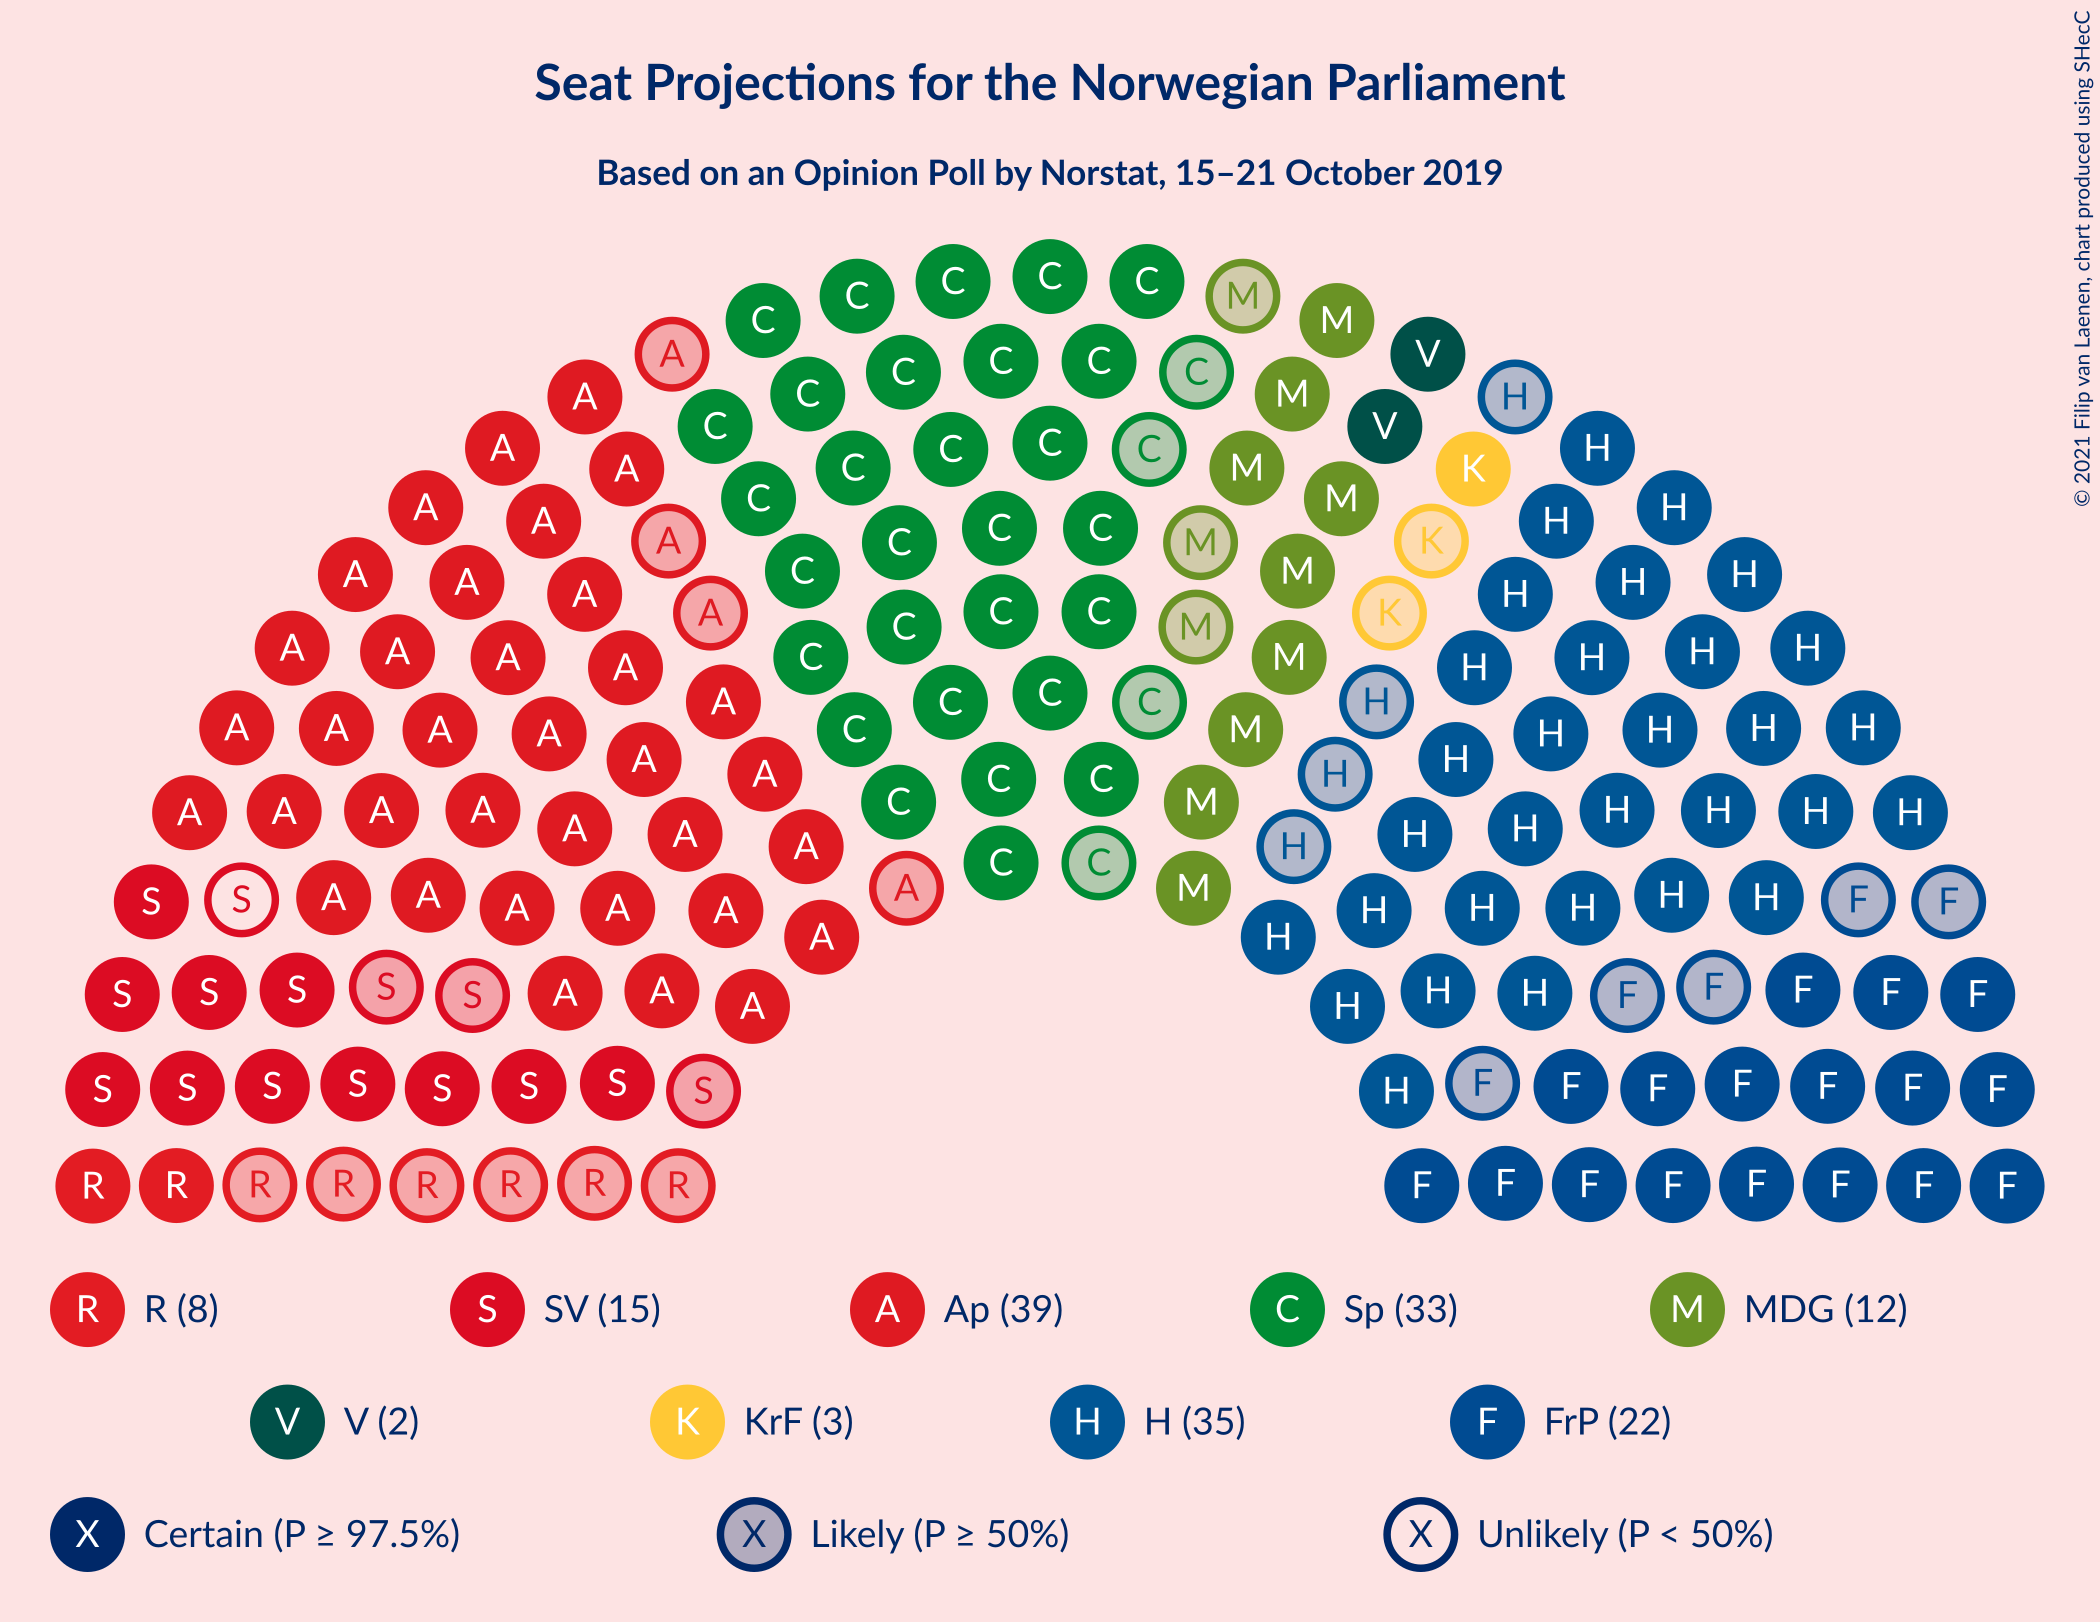 Seat Projections for the Norwegian Parliament
Based on an Opinion Poll by Norstat, 15–21 October 2019
© 2021 Filip van Laenen, chart produced using SHecC
C C C C C M M V H
A C C C C C M V K H
A A C C C C C M M K H H
A A A C C C C M M K H H H
A A A A C C C C M M H H H H
A A A A A C C C C M H H H H H
A A A A A A C C C M H H H H H H
A A A A A A A C C M H H H H H H H
S S A A A A A A A H H H H H H F F
S S S S S A A A H H H F F F F F
S S S S S S S S H F F F F F F F
R R R R R R R R F F F F F F F F
R R (8) S SV (15) A Ap (39) C Sp (33) M MDG (12)
V V (2) K KrF (3) H H (35) F FrP (22)
X Certain (P ≥ 97.5%) X Likely (P ≥ 50%) X Unlikely (P < 50%)